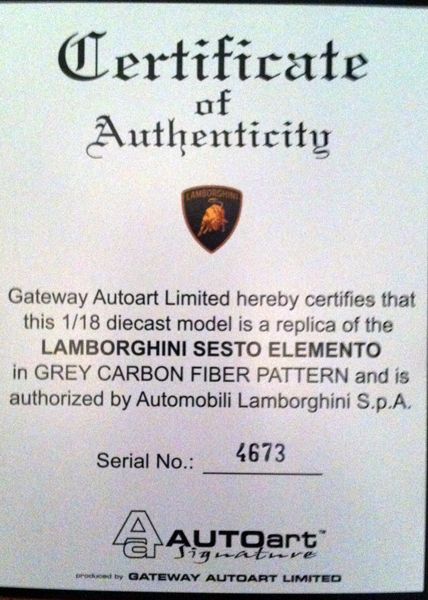 Certificate
of
Authenticity
LAMBORGHINI
Gateway Autoart Limited hereby certifies that
this 1/18 diecast model is a replica of the
LAMBORGHINI SESTO ELEMENTO
in GREY CARBON FIBER PATTERN and is
authorized by Automobili Lamborghini S.p.A.
Serial No.: 4673
AA AUTOart™
Signature
produced by GATEWAY AUTOART LIMITED